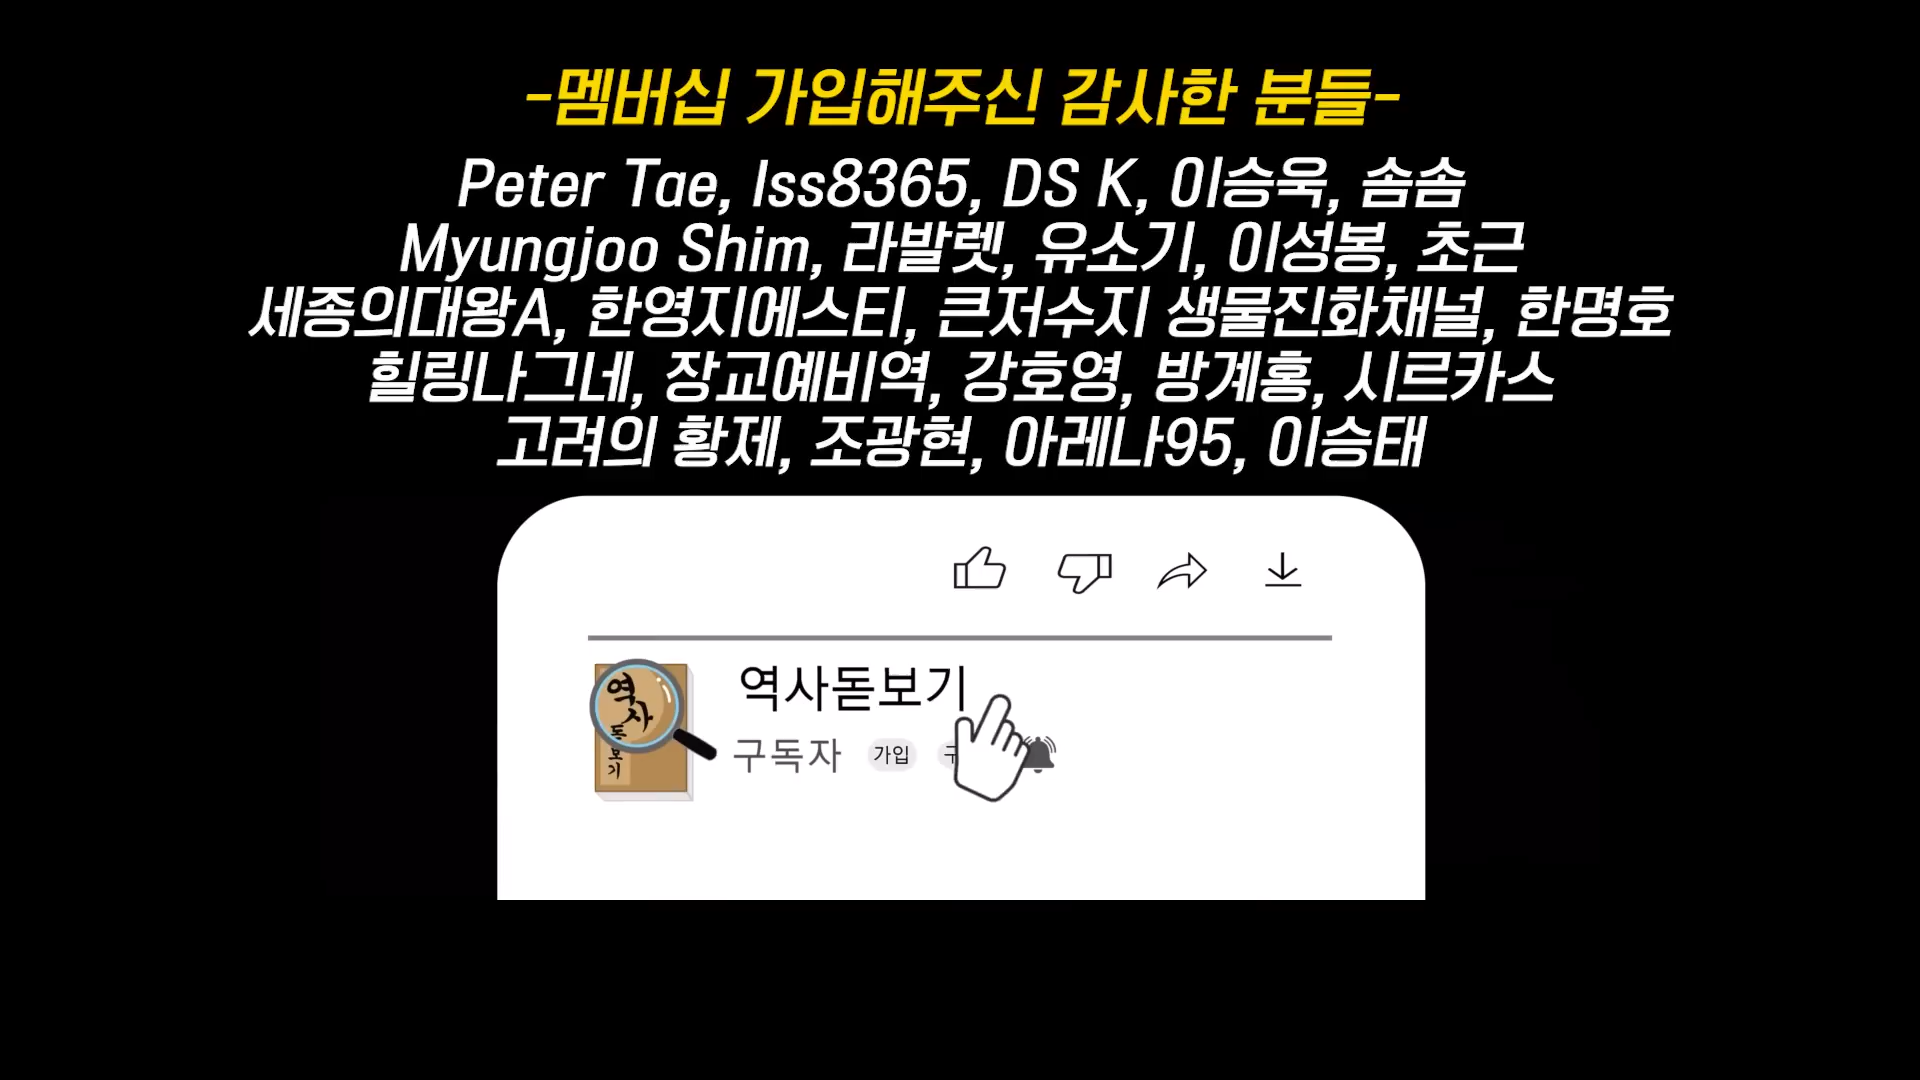 -멤버십 가입해주신 감사한 분들-
Peter Tae, Iss8365, DS K, 이승욱, 솜솜
Myungjoo Shim, 라발렛, 유소기, 이성봉, 초근
세종의대왕A, 한영지에스티, 큰저수지 생물진화채널, 한명호
힐링나그네, 장교예비역, 강호영, 방계홍, 시르카스
고려의 황제, 조광현, 아레나95, 이승태
역사돋보기
역사돋보기
구독자 가입